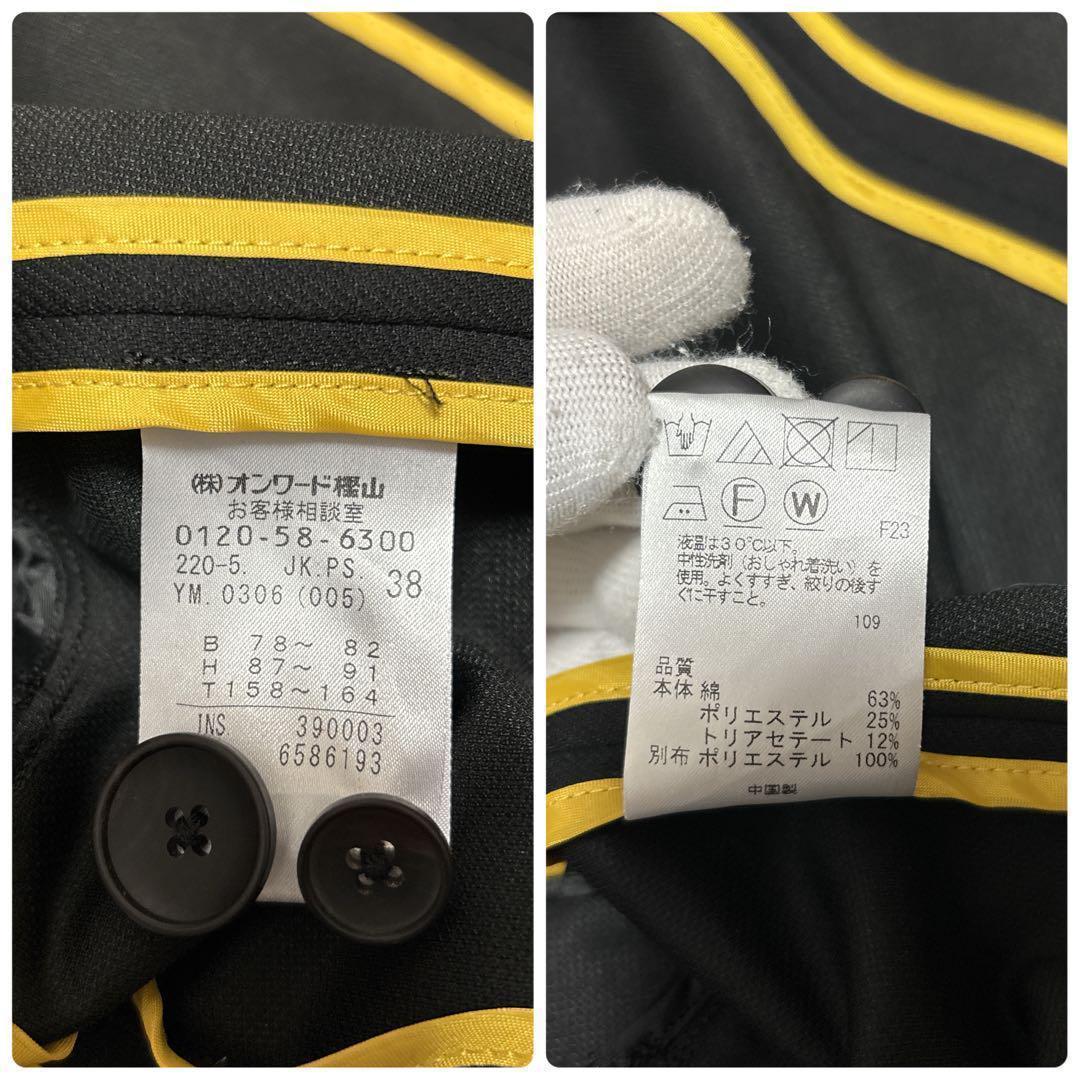 (株)オンワード樫山
お客様相談室
0120-58-6300
220-5. JK.PS. 38
YM.0306(005)
B 78〜 82
H 87〜 91
T158〜164
INS. 390003
6586193
F W
F23
液温は30℃以下。
中性洗剤(おしゃれ着洗い)を
使用。よくすすぎ、絞りの後す
ぐに干すこと。
109
品質
本体 綿 63%
ポリエステル 25%
トリアセテート 12%
別布 ポリエステル 100%
中国製